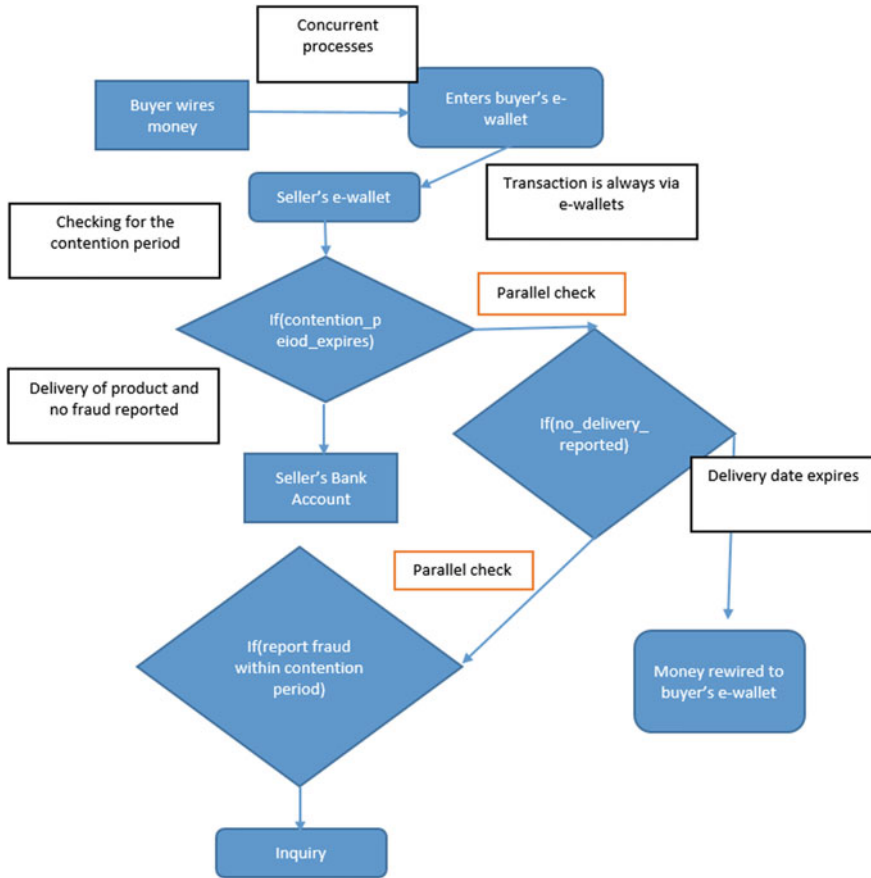 Concurrent
processes
Buyer wires
money
Enters buyer's e-
wallet
Seller's e-wallet
Transaction is always via
e-wallets
Checking for the
contention period
Parallel check
If(contention_p
eiod_expires)
Delivery of product and
no fraud reported
If(no_delivery_
reported)
Seller's Bank
Account
Delivery date expires
Parallel check
If(report fraud
within contention
period)
Money rewired to
buyer's e-wallet
Inquiry